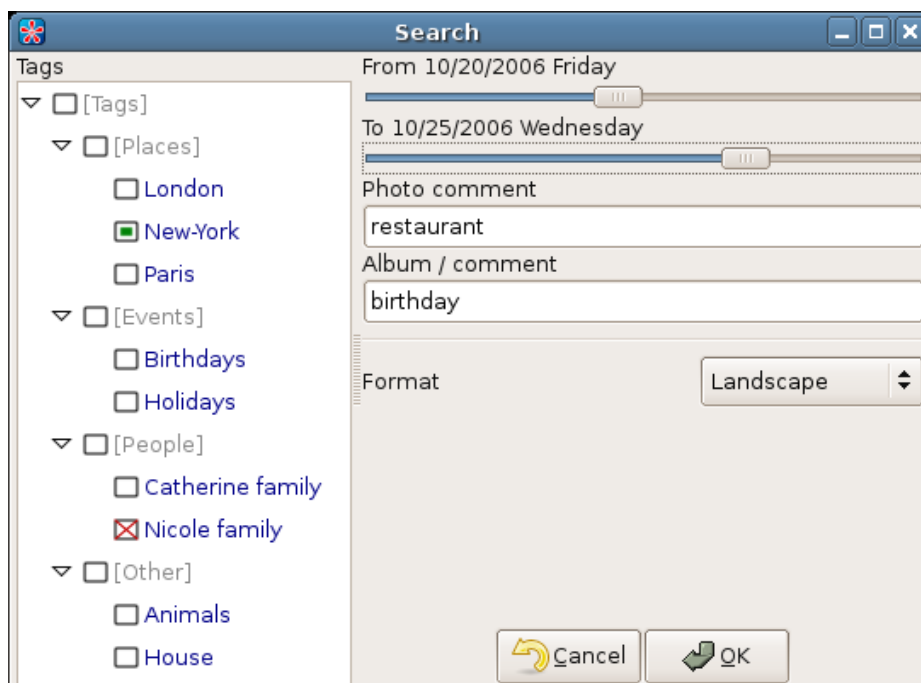 Search
Tags
[Tags]
[Places]
London
New-York
Paris
[Events]
Birthdays
Holidays
[People]
Catherine family
Nicole family
[Other]
Animals
House
From 10/20/2006 Friday
To 10/25/2006 Wednesday
Photo comment
restaurant
Album / comment
birthday
Format
Landscape
Cancel
OK